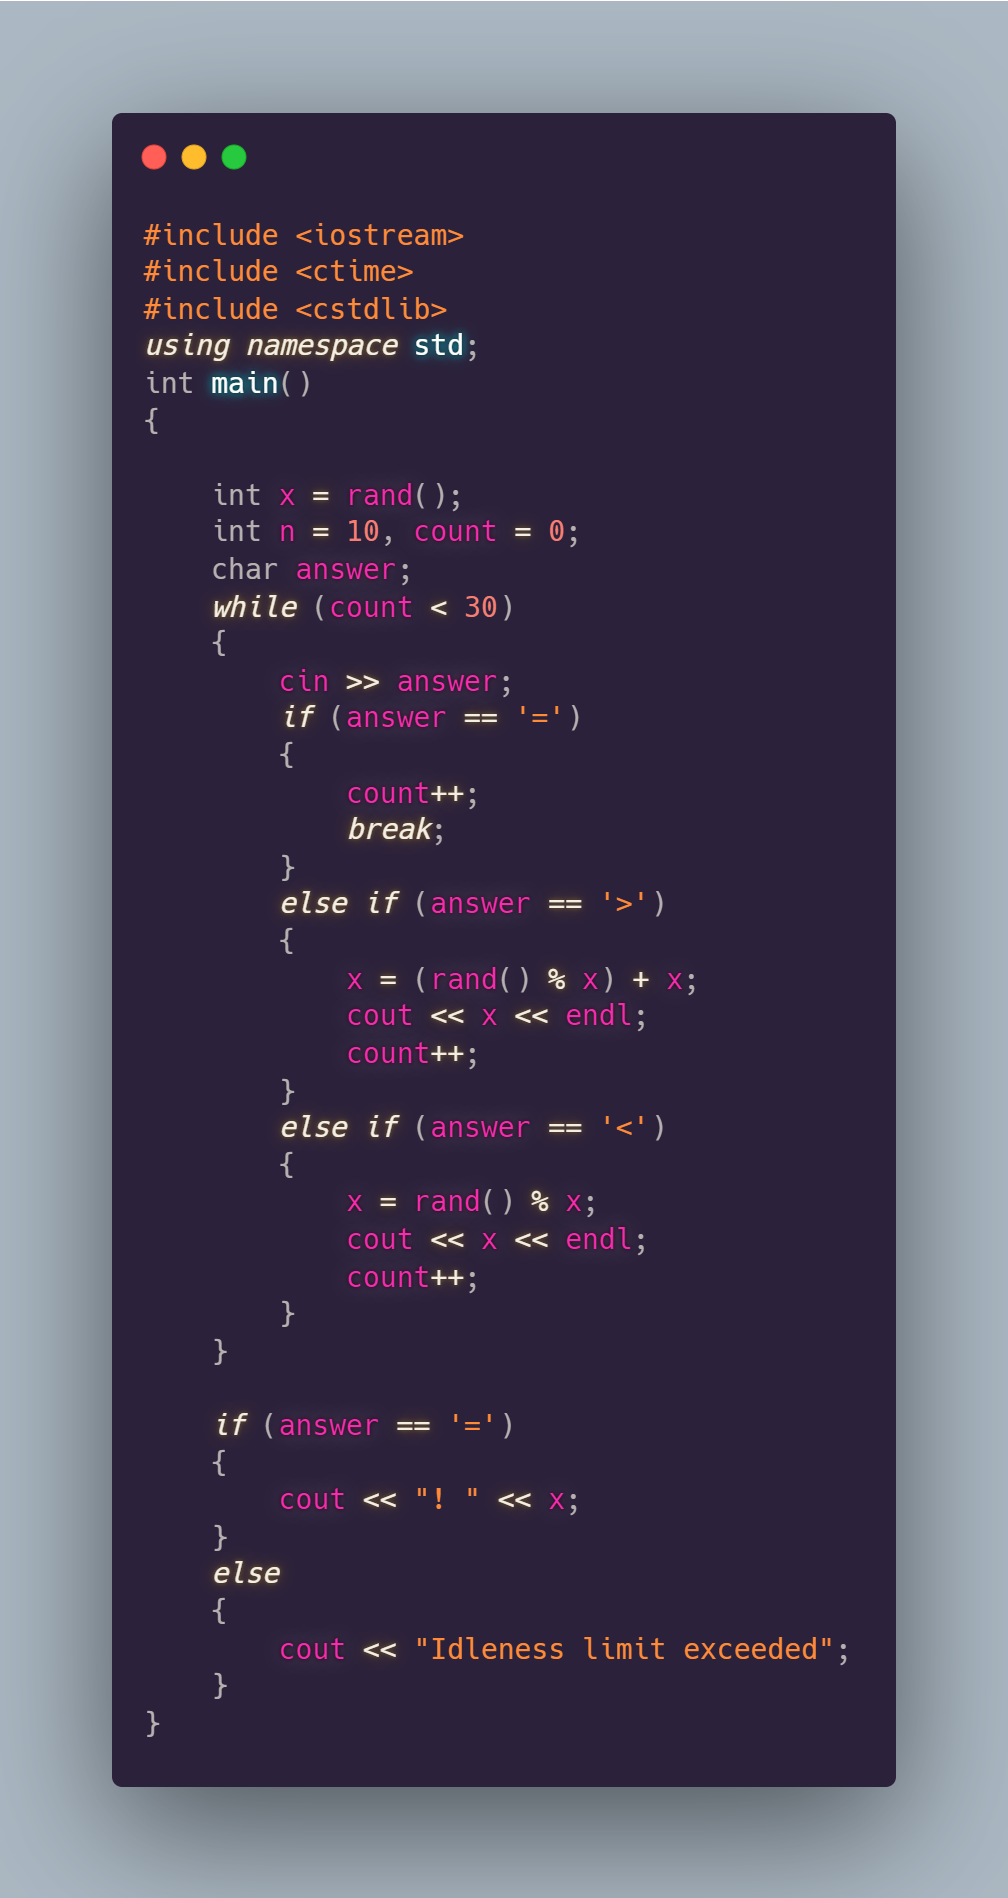 #include <iostream>
#include <ctime>
#include <cstdlib>
using namespace std;
int main()
{
int x = rand();
int n = 10, count = 0;
char answer;
while (count < 30)
{
cin >> answer;
if (answer == '=')
{
count++;
break;
}
else if (answer == '>')
{
x = (rand() % x) + x;
cout << x << endl;
count++;
}
else if (answer == '<')
{
x = rand() % x;
cout << x << endl;
count++;
}
}
if (answer == '=')
{
cout << "! " << x;
}
else
{
cout << "Idleness limit exceeded";
}
}